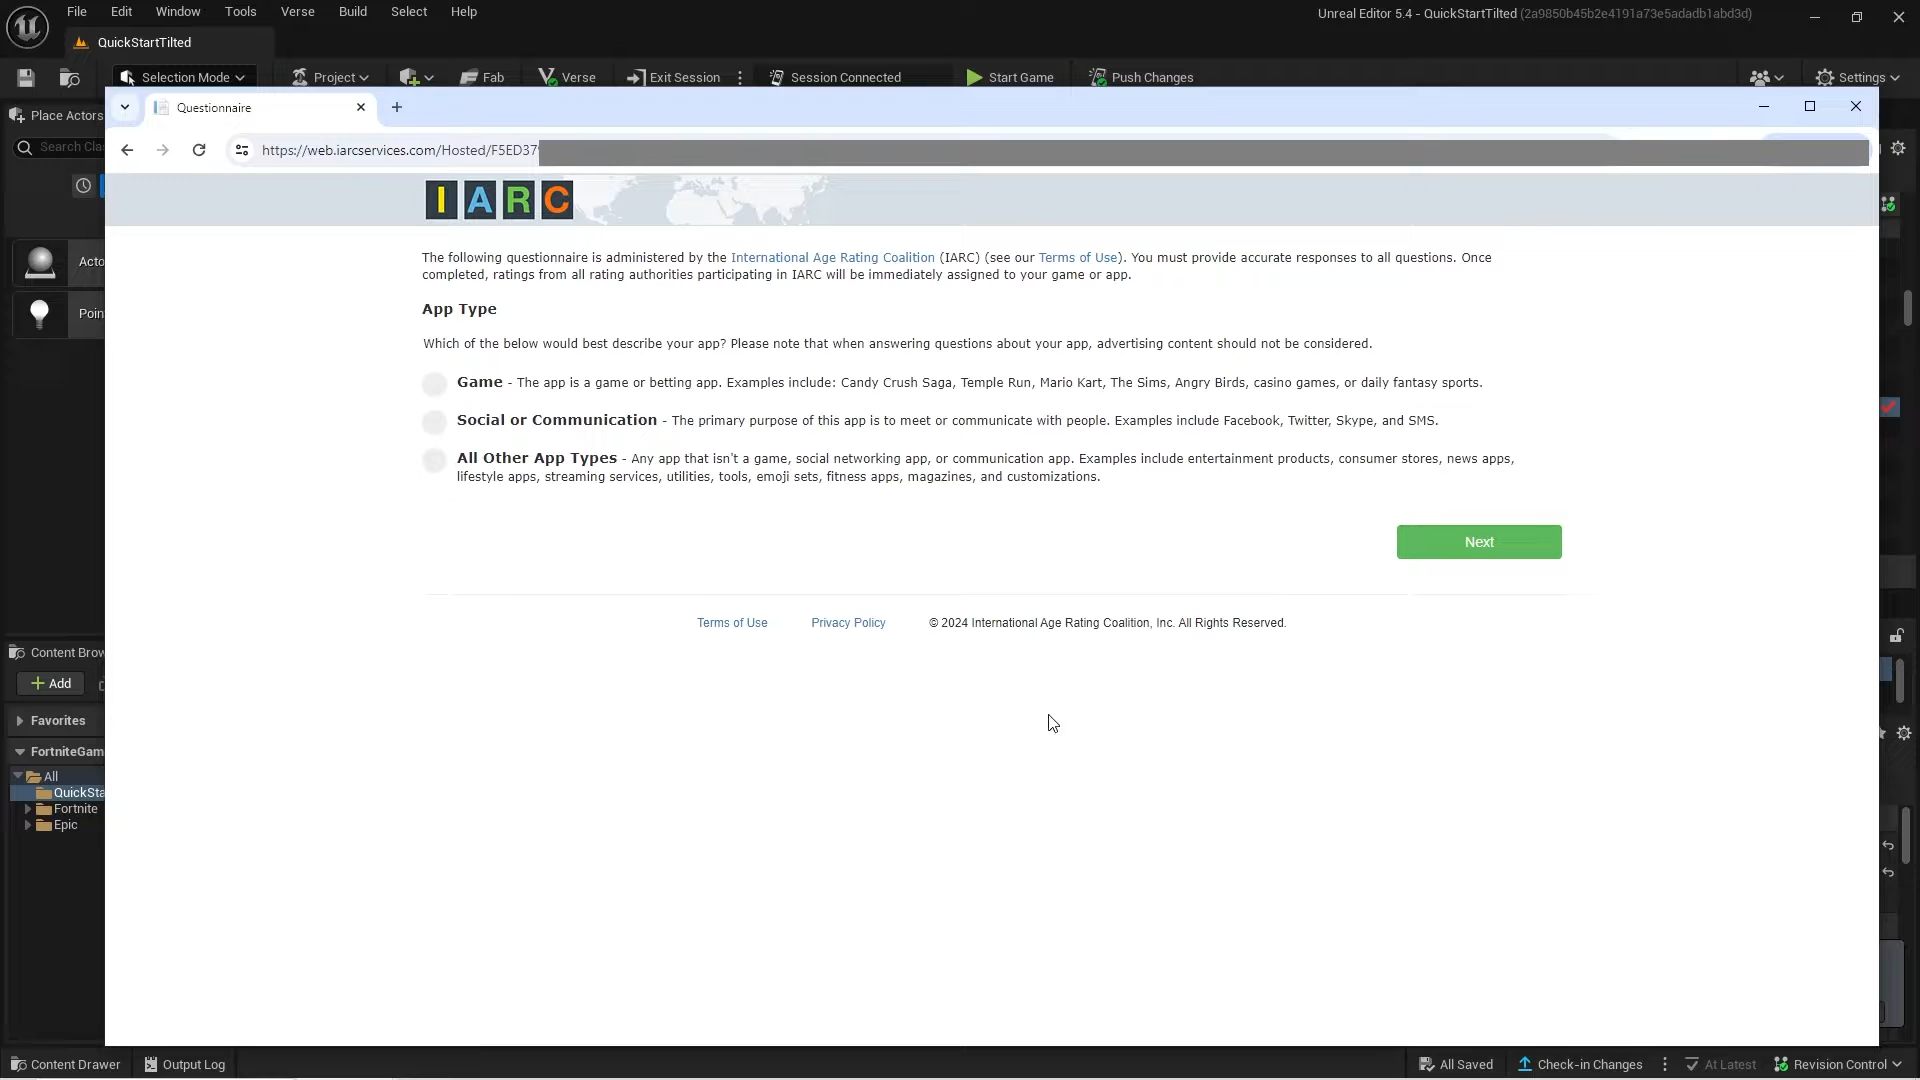 File Edit Window Tools Verse Build Select Help
Unreal Editor 5.4 - QuickStartTilted (2a9850b45b2e4191a73e5adadb1abd3d)
QuickStartTilted
Selection Mode Project Fab Verse Exit Session Session Connected Start Game Push Changes Settings
Place Actors
Questionnaire
Search
https://web.iarcservices.com/Hosted/F5ED37
IARC
The following questionnaire is administered by the International Age Rating Coalition (IARC) (see our Terms of Use). You must provide accurate responses to all questions. Once
completed, ratings from all rating authorities participating in IARC will be immediately assigned to your game or app.
App Type
Which of the below would best describe your app? Please note that when answering questions about your app, advertising content should not be considered.
Game - The app is a game or betting app. Examples include: Candy Crush Saga, Temple Run, Mario Kart, The Sims, Angry Birds, casino games, or daily fantasy sports.
Social or Communication - The primary purpose of this app is to meet or communicate with people. Examples include Facebook, Twitter, Skype, and SMS.
All Other App Types - Any app that isn't a game, social networking app, or communication app. Examples include entertainment products, consumer stores, news apps,
lifestyle apps, streaming services, utilities, tools, emoji sets, fitness apps, magazines, and customizations.
Next
Terms of Use Privacy Policy © 2024 International Age Rating Coalition, Inc. All Rights Reserved.
Acto
Poin
Content Brow
Add
Favorites
FortniteGam
All
QuickSta
Fortnite
Epic
Content Drawer Output Log All Saved Check-in Changes At Latest Revision Control